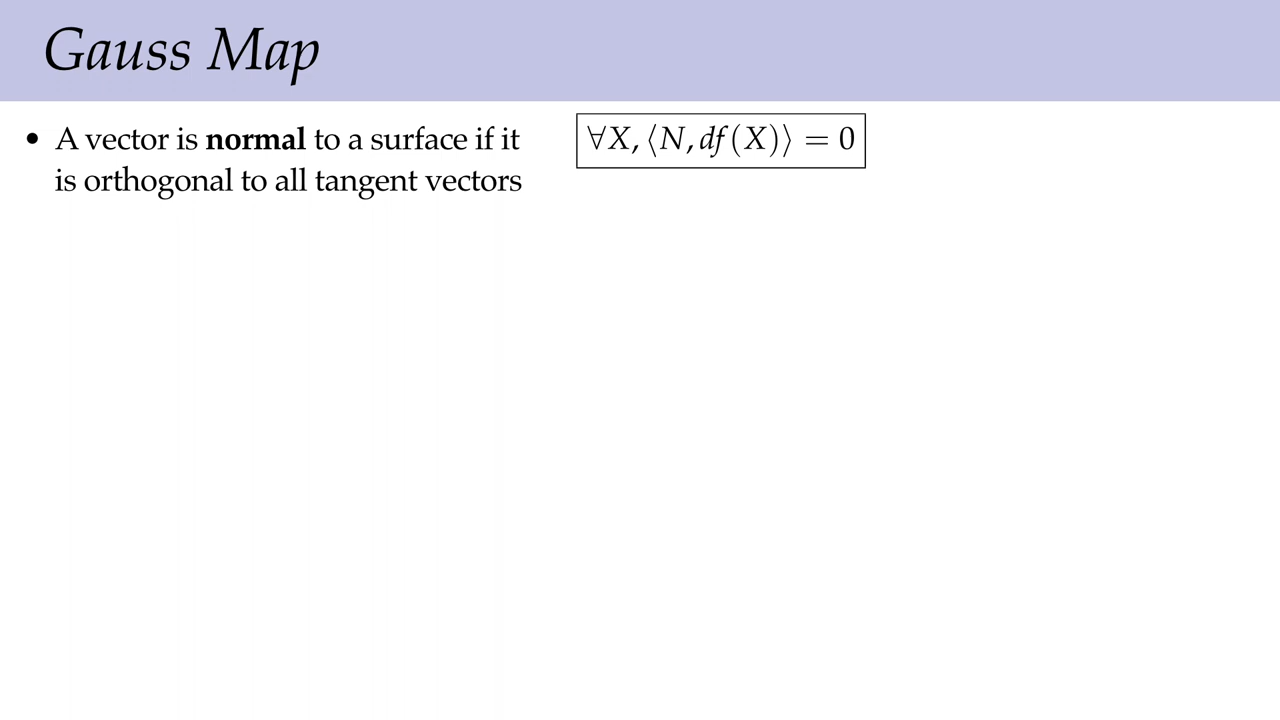 Gauss Map
• A vector is normal to a surface if it
is orthogonal to all tangent vectors
∀X, ⟨N, df(X)⟩ = 0